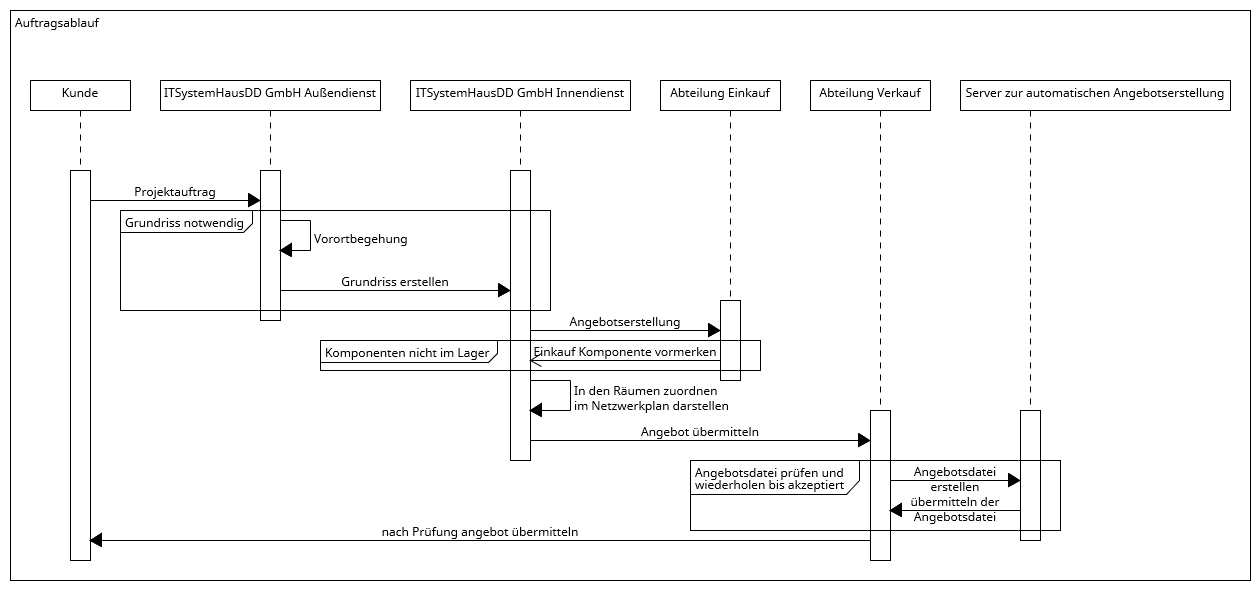 Auftragsablauf
Kunde
ITSystemHausDD GmbH Außendienst
ITSystemHausDD GmbH Innendienst
Abteilung Einkauf
Abteilung Verkauf
Server zur automatischen Angebotserstellung
Projektauftrag
Grundriss notwendig
Vorortbegehung
Grundriss erstellen
Angebotserstellung
Komponenten nicht im Lager
Einkauf Komponente vormerken
In den Räumen zuordnen
im Netzwerkplan darstellen
Angebot übermitteln
Angebotsdatei prüfen und
wiederholen bis akzeptiert
Angebotsdatei
erstellen
übermitteln der
Angebotsdatei
nach Prüfung angebot übermitteln